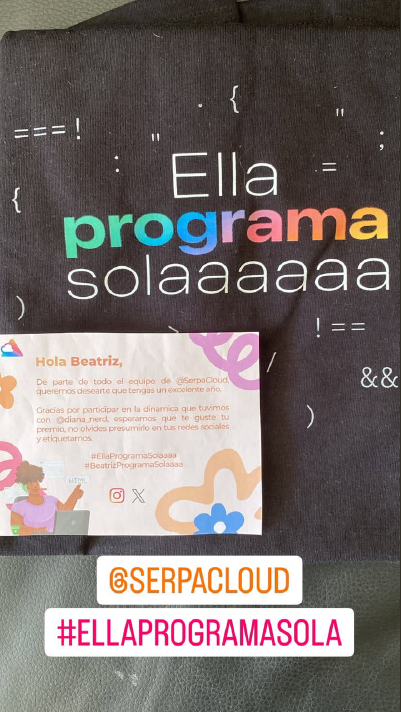 {
===!
"
"
;
:
Ella
=
{
programa
solaaaaaa
)
!==
/
&&
)
Hola Beatriz,
De parte de todo el equipo de @SerpaCloud,
queremos desearte que tengas un excelente año.
Gracias por participar en la dinamica que tuvimos
con @diana_nerd, esperamos que te guste tu
premio, no olvides presumirlo en tus redes sociales
y etiquetarnos.
#EllaProgramaSolaaaa
#BeatrizProgramaSolaaaa
HTML
@SERPACLOUD
#ELLAPROGRAMASOLA